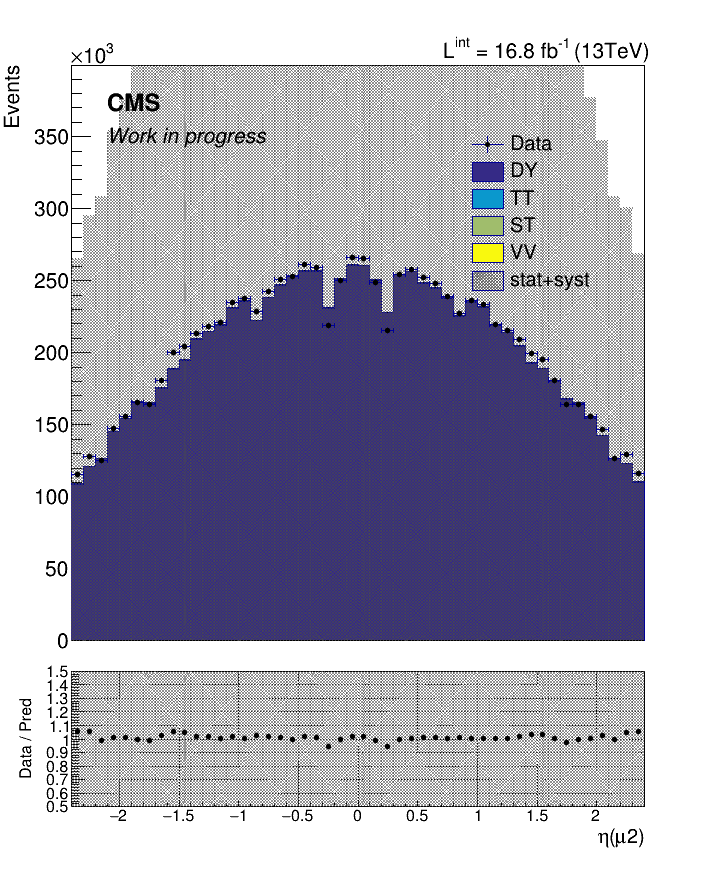 ×10³
L^int = 16.8 fb⁻¹ (13TeV)
Events
CMS
Work in progress
Data
DY
TT
ST
VV
stat+syst
350
300
250
200
150
100
50
0
Data / Pred
1.5
1.4
1.3
1.2
1.1
1
0.9
0.8
0.7
0.6
0.5
−2 −1.5 −1 −0.5 0 0.5 1 1.5 2
η(μ2)